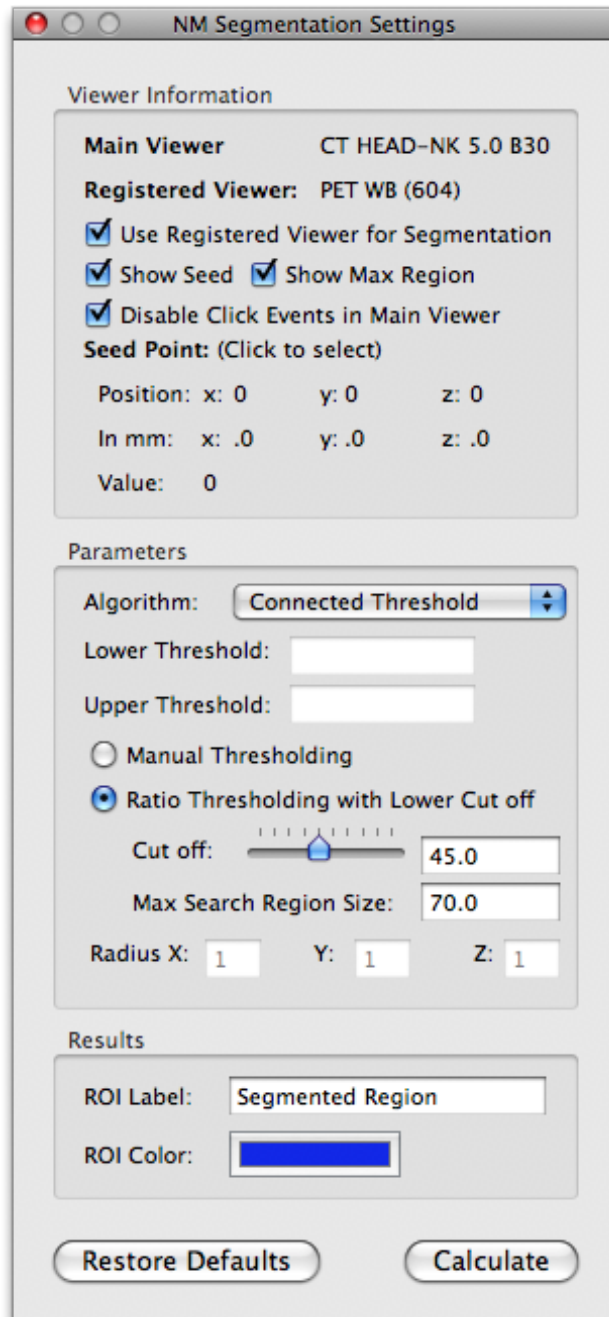 NM Segmentation Settings
Viewer Information
Main Viewer CT HEAD-NK 5.0 B30
Registered Viewer: PET WB (604)
Use Registered Viewer for Segmentation
Show Seed Show Max Region
Disable Click Events in Main Viewer
Seed Point: (Click to select)
Position: x: 0 y: 0 z: 0
In mm: x: .0 y: .0 z: .0
Value: 0
Parameters
Algorithm: Connected Threshold
Lower Threshold:
Upper Threshold:
Manual Thresholding
Ratio Thresholding with Lower Cut off
Cut off: 45.0
Max Search Region Size: 70.0
Radius X: 1 Y: 1 Z: 1
Results
ROI Label: Segmented Region
ROI Color:
Restore Defaults Calculate